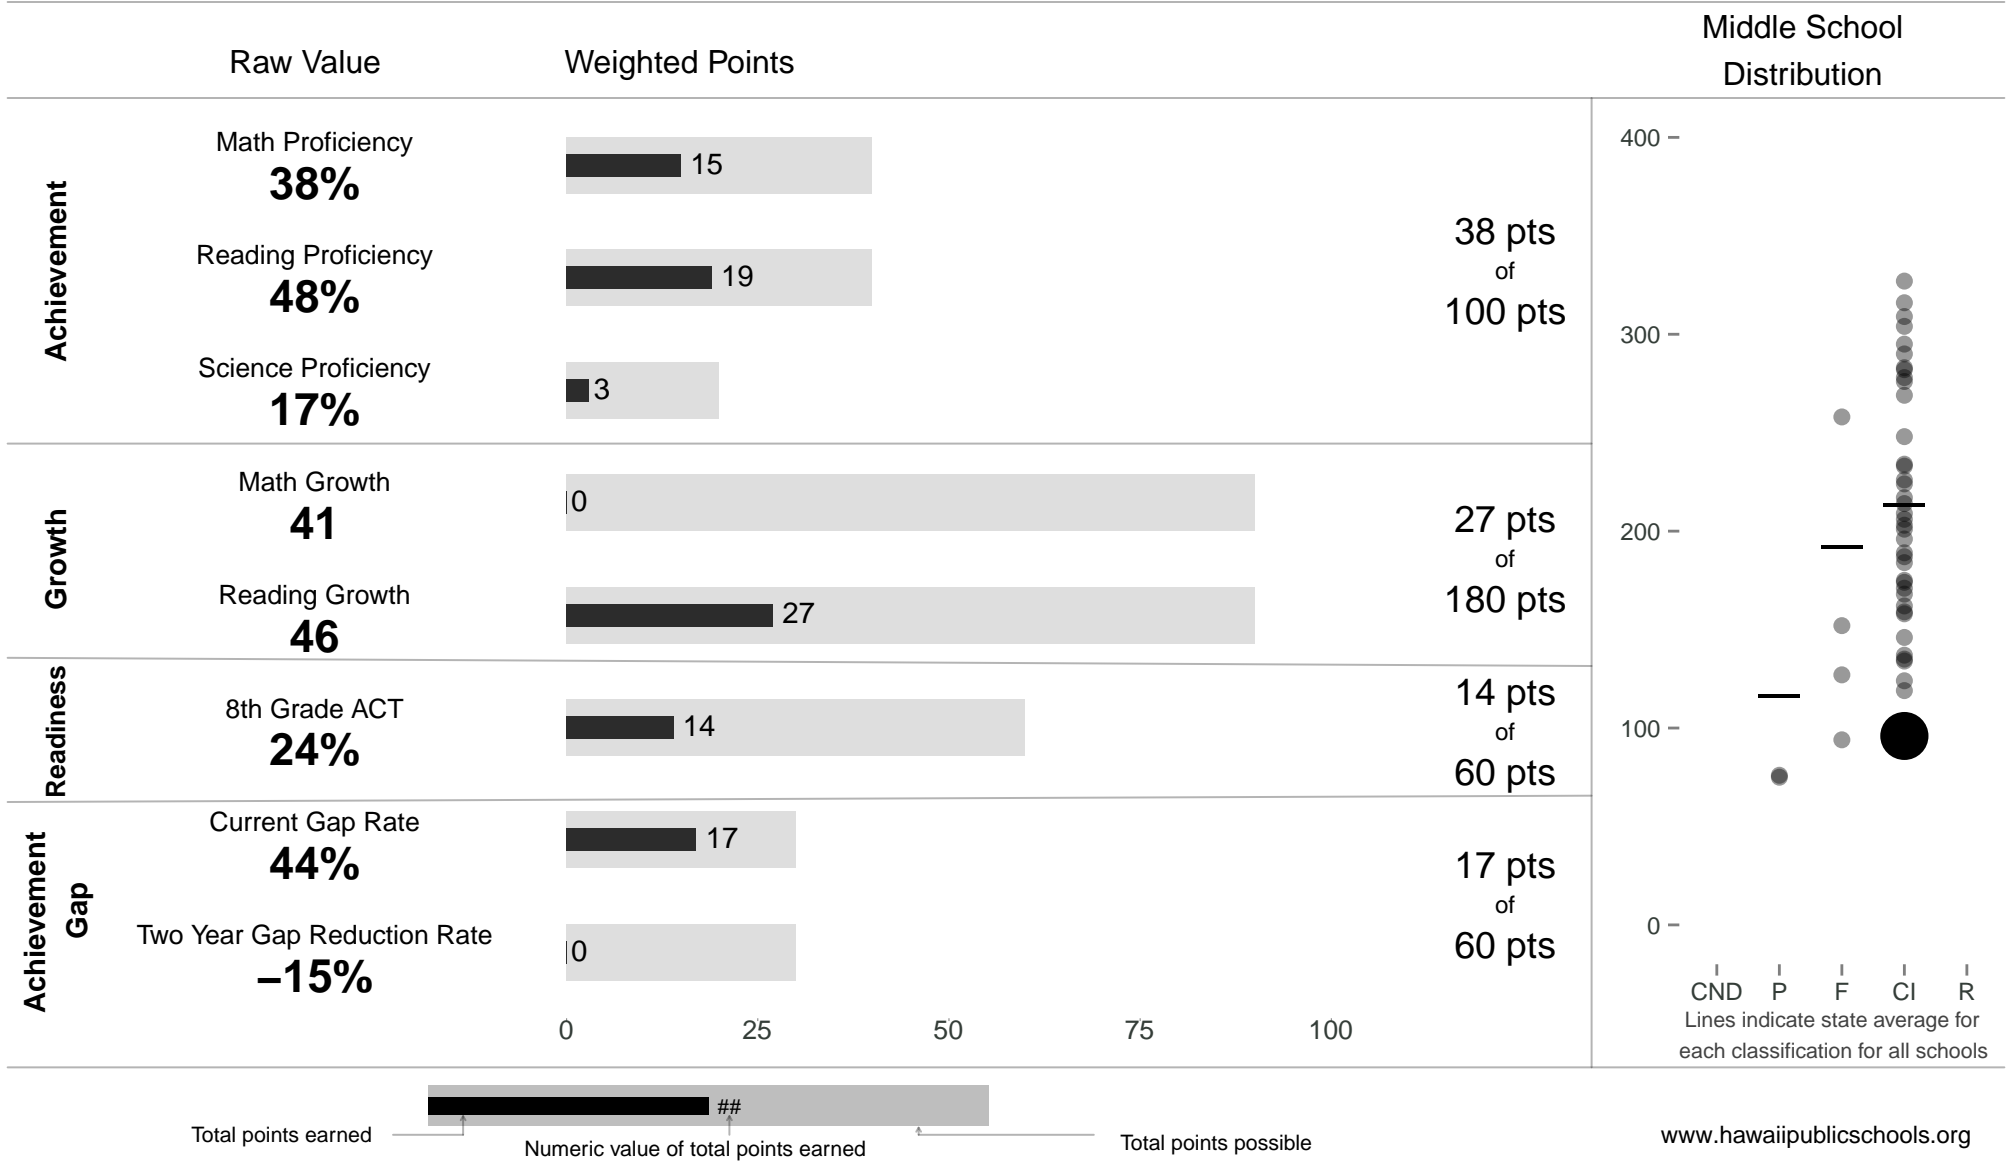 Raw Value
Weighted Points
Middle School
Distribution
Achievement
Math Proficiency
38%
15
Reading Proficiency
48%
19
Science Proficiency
17%
3
38 pts
of
100 pts
Growth
Math Growth
41
0
Reading Growth
46
27
27 pts
of
180 pts
Readiness
8th Grade ACT
24%
14
14 pts
of
60 pts
Achievement
Gap
Current Gap Rate
44%
17
Two Year Gap Reduction Rate
–15%
0
17 pts
of
60 pts
0 25 50 75 100
400
300
200
100
0
CND P F CI R
Lines indicate state average for
each classification for all schools
##
Total points earned
Numeric value of total points earned
Total points possible
www.hawaiipublicschools.org